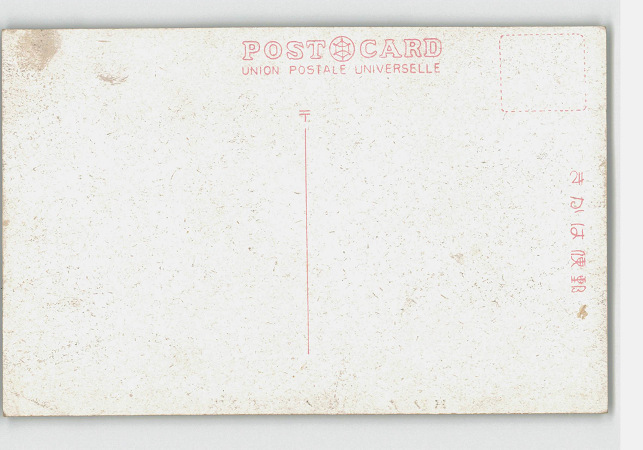 POST CARD
UNION POSTALE UNIVERSELLE
きかは便郵